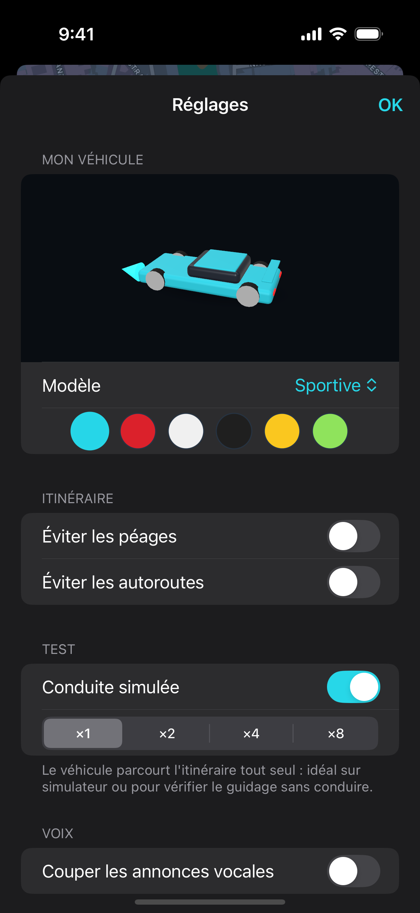 9:41
Réglages
OK
MON VÉHICULE
Modèle
Sportive
ITINÉRAIRE
Éviter les péages
Éviter les autoroutes
TEST
Conduite simulée
×1 ×2 ×4 ×8
Le véhicule parcourt l'itinéraire tout seul : idéal sur
simulateur ou pour vérifier le guidage sans conduire.
VOIX
Couper les annonces vocales